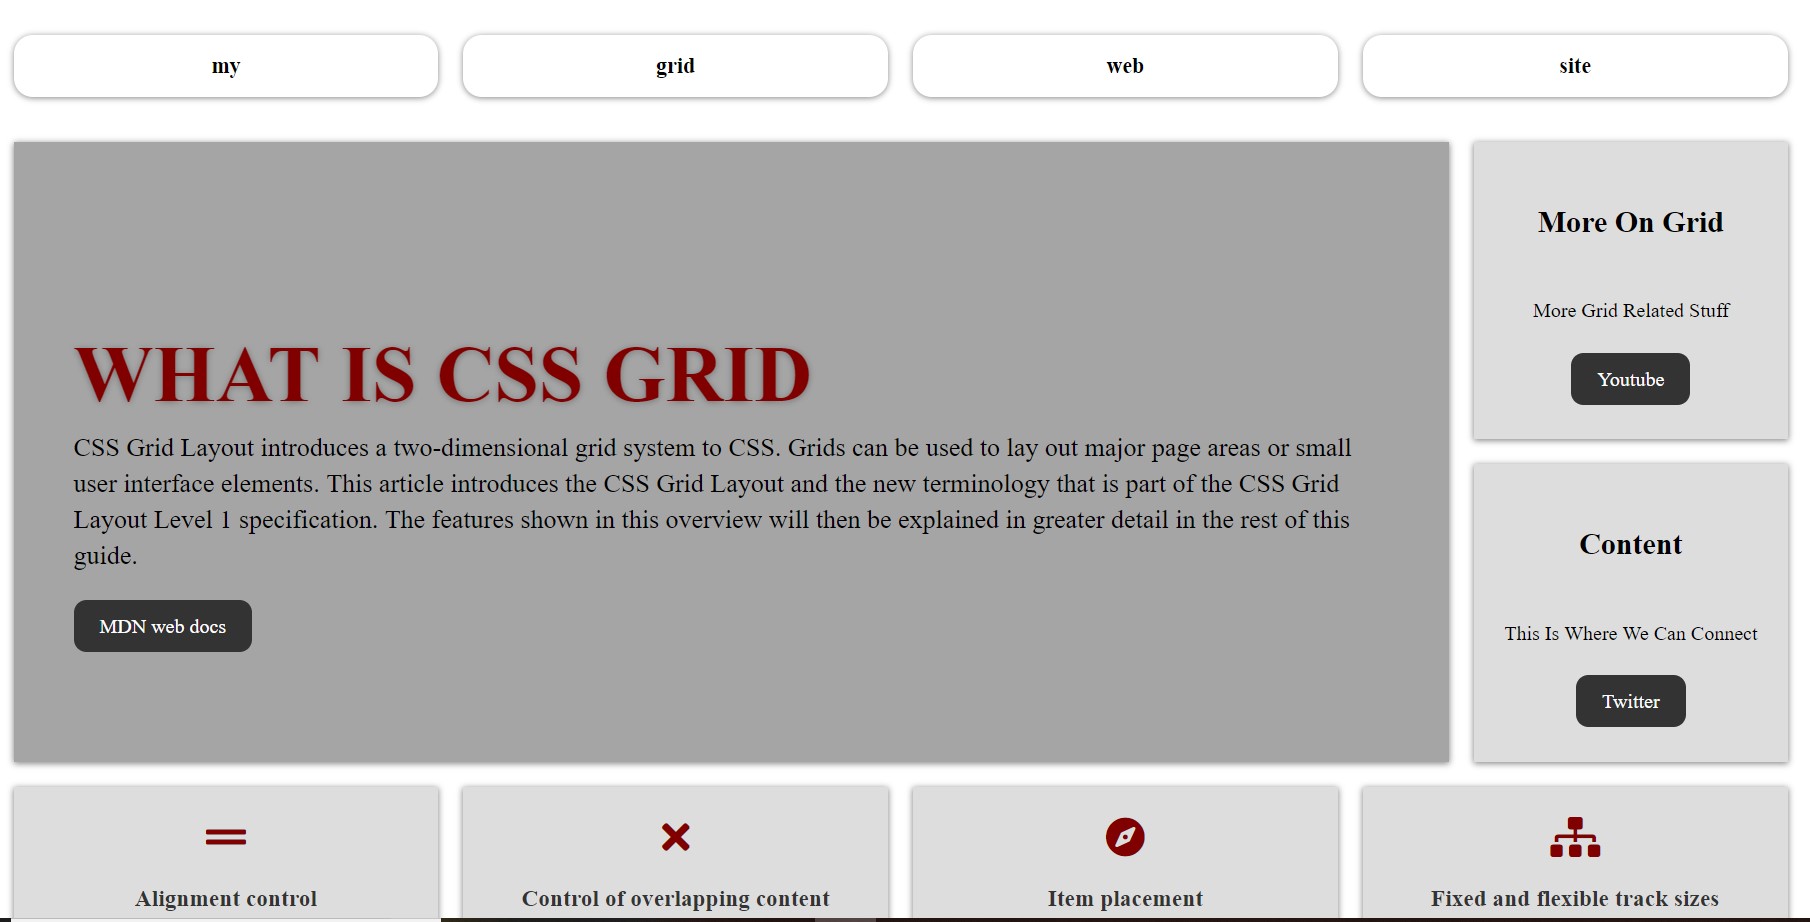 my
grid
web
site
WHAT IS CSS GRID
CSS Grid Layout introduces a two-dimensional grid system to CSS. Grids can be used to lay out major page areas or small
user interface elements. This article introduces the CSS Grid Layout and the new terminology that is part of the CSS Grid
Layout Level 1 specification. The features shown in this overview will then be explained in greater detail in the rest of this
guide.
MDN web docs
More On Grid
More Grid Related Stuff
Youtube
Content
This Is Where We Can Connect
Twitter
Alignment control
Control of overlapping content
Item placement
Fixed and flexible track sizes